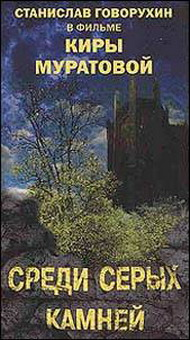 СТАНИСЛАВ ГОВОРУХИН
В ФИЛЬМЕ
КИРЫ
МУРАТОВОЙ
СРЕДИ СЕРЫХ
КАМНЕЙ